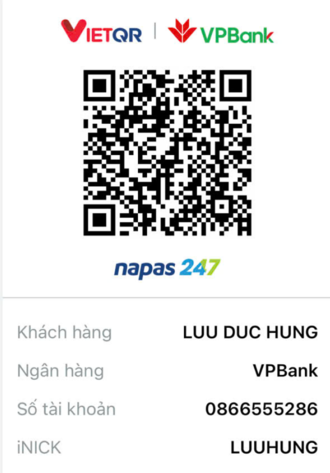 VIETQR | VPBank
napas 247
Khách hàng LUU DUC HUNG
Ngân hàng VPBank
Số tài khoản 0866555286
iNICK LUUHUNG